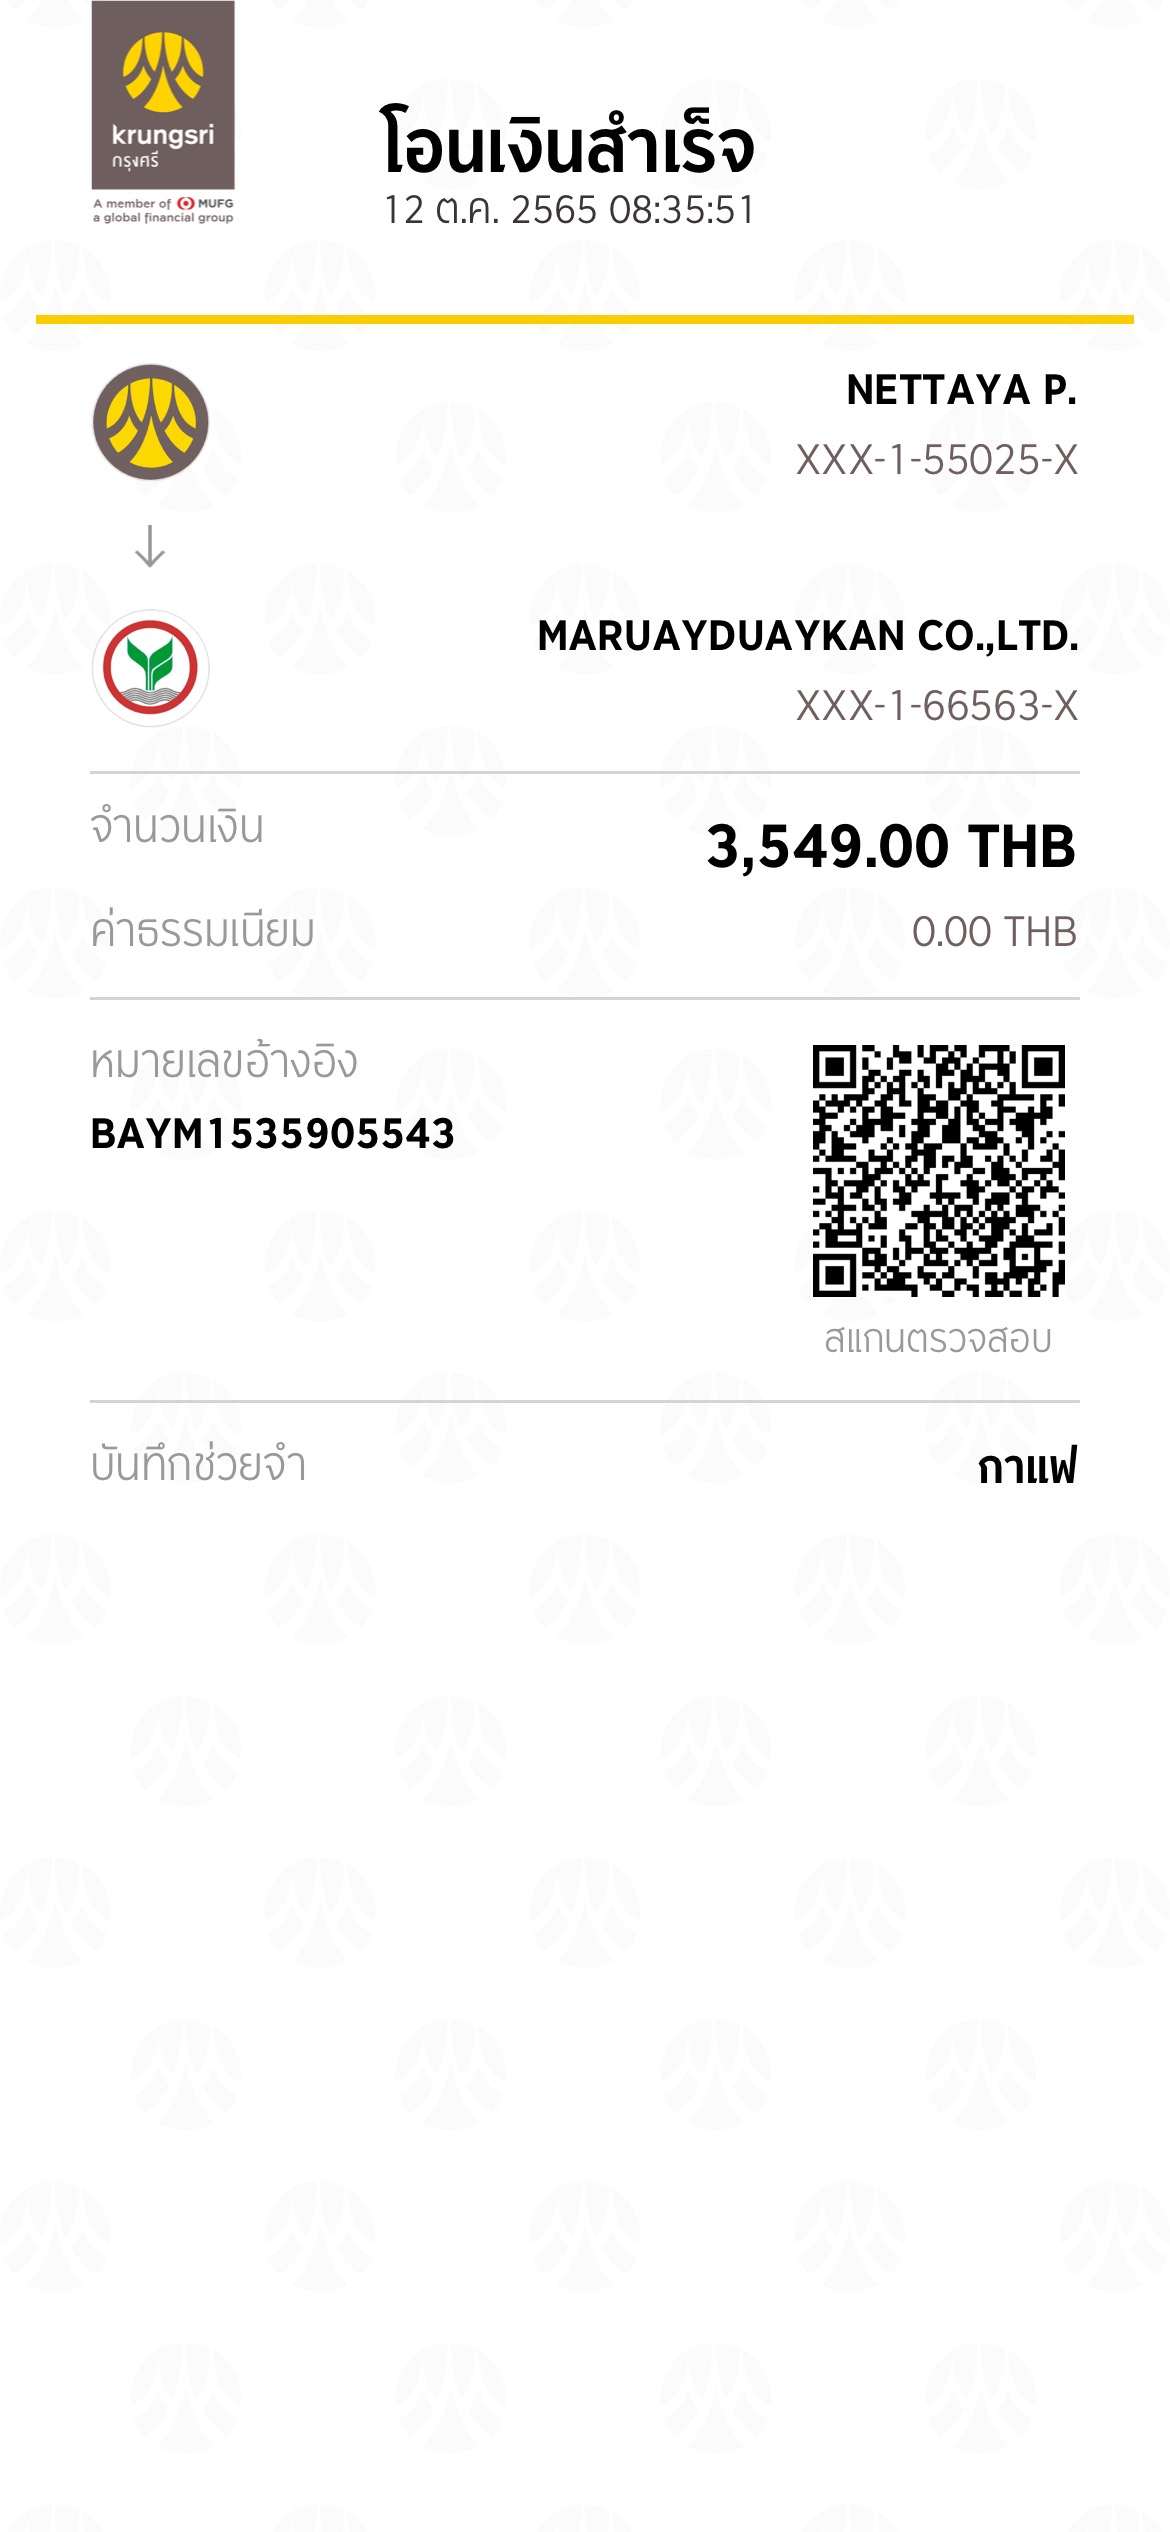 krungsri
กรุงศรี
A member of MUFG
a global financial group
โอนเงินสำเร็จ
12 ต.ค. 2565 08:35:51
NETTAYA P.
XXX-1-55025-X
MARUAYDUAYKAN CO.,LTD.
XXX-1-66563-X
จำนวนเงิน 3,549.00 THB
ค่าธรรมเนียม 0.00 THB
หมายเลขอ้างอิง
BAYM1535905543
สแกนตรวจสอบ
บันทึกช่วยจำ กาแฟ